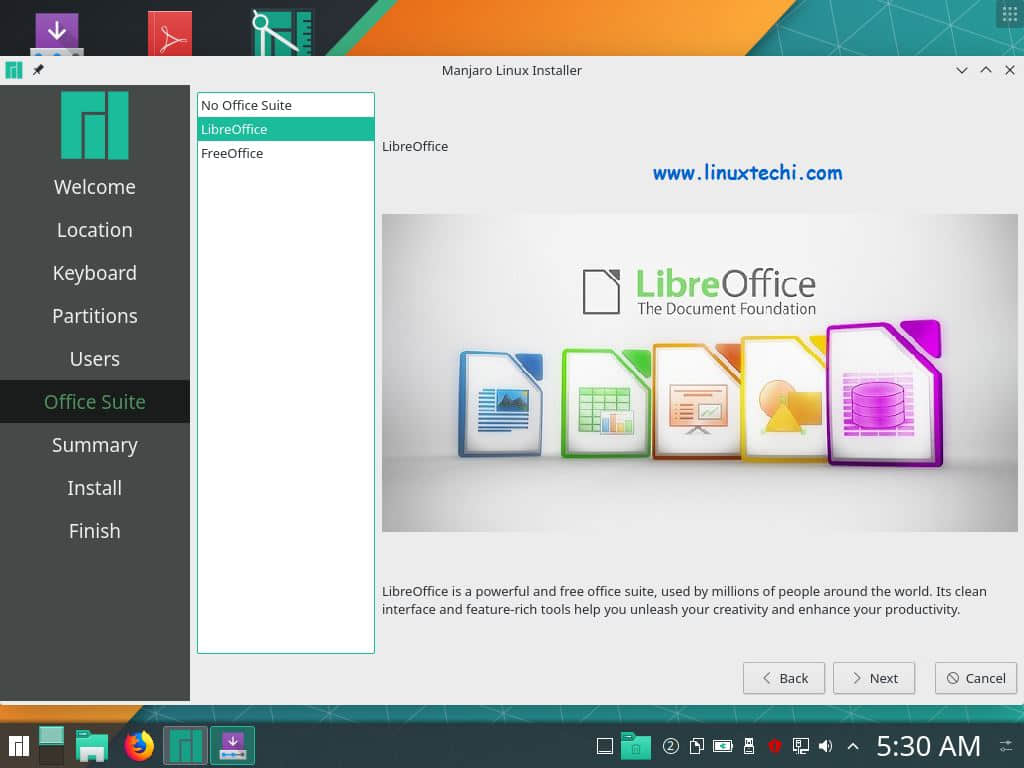 Manjaro Linux Installer
Welcome
Location
Keyboard
Partitions
Users
Office Suite
Summary
Install
Finish
No Office Suite
LibreOffice
FreeOffice
LibreOffice
www.linuxtechi.com
LibreOffice
The Document Foundation
LibreOffice is a powerful and free office suite, used by millions of people around the world. Its clean
interface and feature-rich tools help you unleash your creativity and enhance your productivity.
Back
Next
Cancel
2
5:30 AM